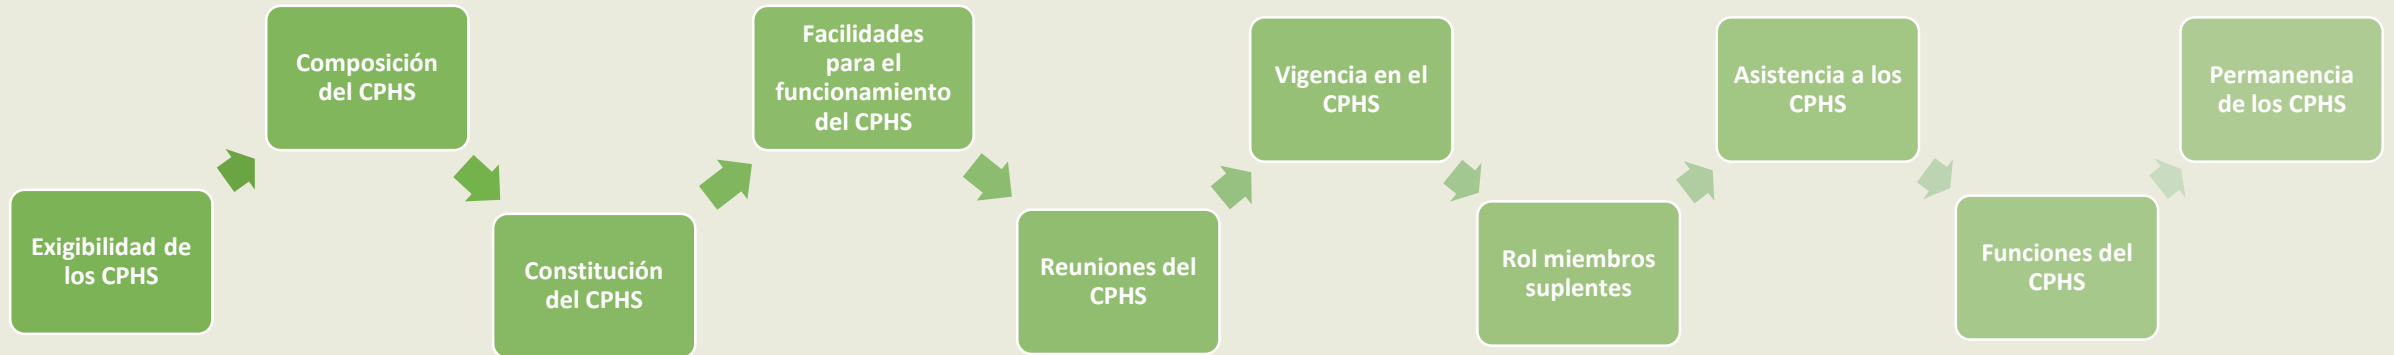 Exigibilidad de
los CPHS
Composición
del CPHS
Constitución
del CPHS
Facilidades
para el
funcionamiento
del CPHS
Reuniones del
CPHS
Vigencia en el
CPHS
Rol miembros
suplentes
Asistencia a los
CPHS
Funciones del
CPHS
Permanencia
de los CPHS